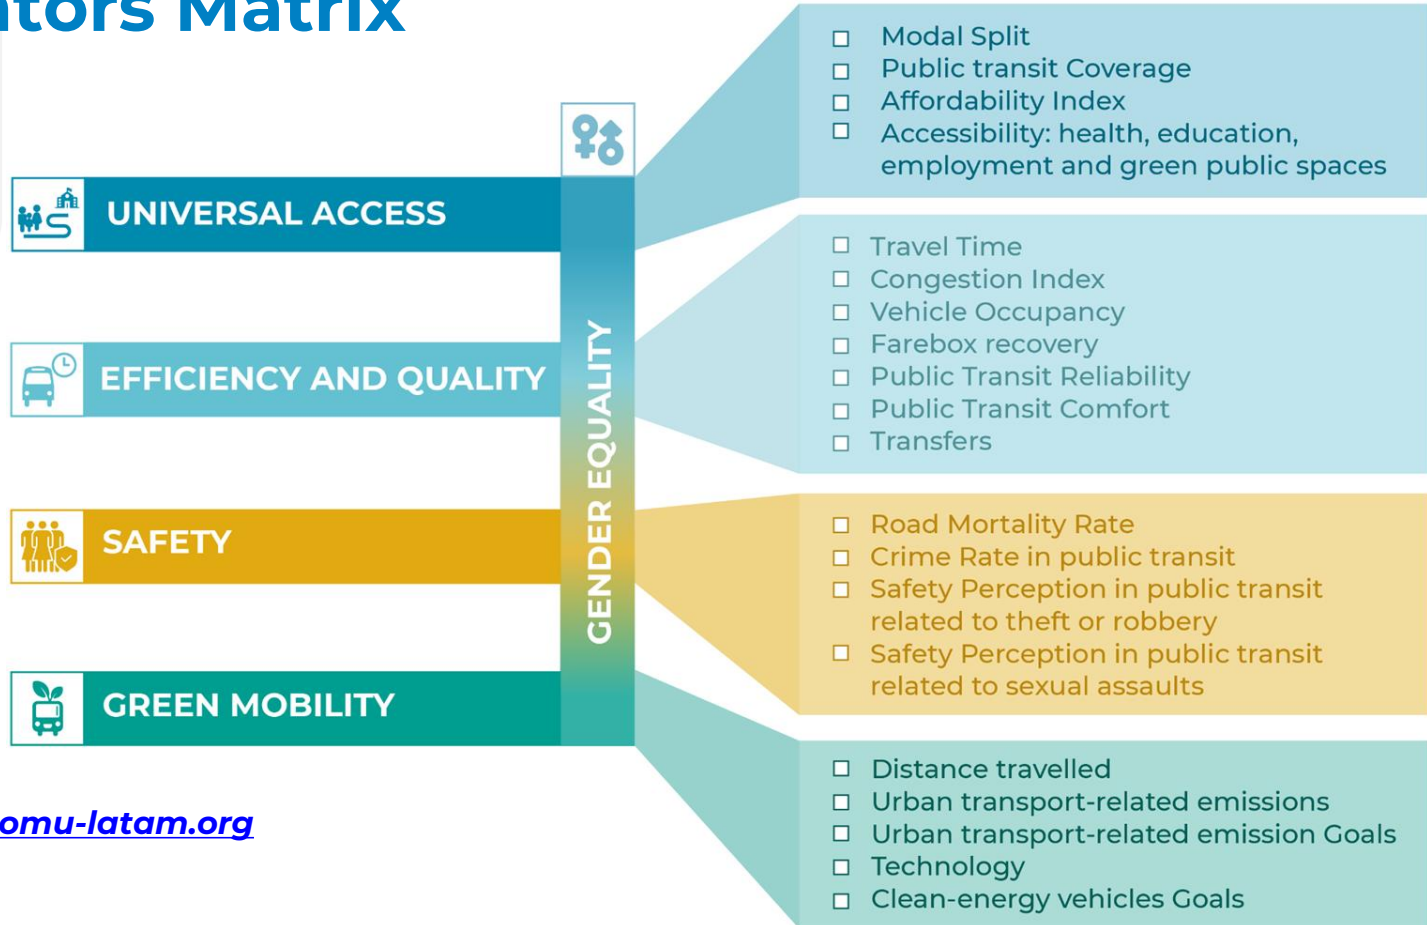 ntors Matrix
UNIVERSAL ACCESS
EFFICIENCY AND QUALITY
SAFETY
GREEN MOBILITY
GENDER EQUALITY
Modal Split
Public transit Coverage
Affordability Index
Accessibility: health, education,
employment and green public spaces
Travel Time
Congestion Index
Vehicle Occupancy
Farebox recovery
Public Transit Reliability
Public Transit Comfort
Transfers
Road Mortality Rate
Crime Rate in public transit
Safety Perception in public transit
related to theft or robbery
Safety Perception in public transit
related to sexual assaults
Distance travelled
Urban transport-related emissions
Urban transport-related emission Goals
Technology
Clean-energy vehicles Goals
omu-latam.org